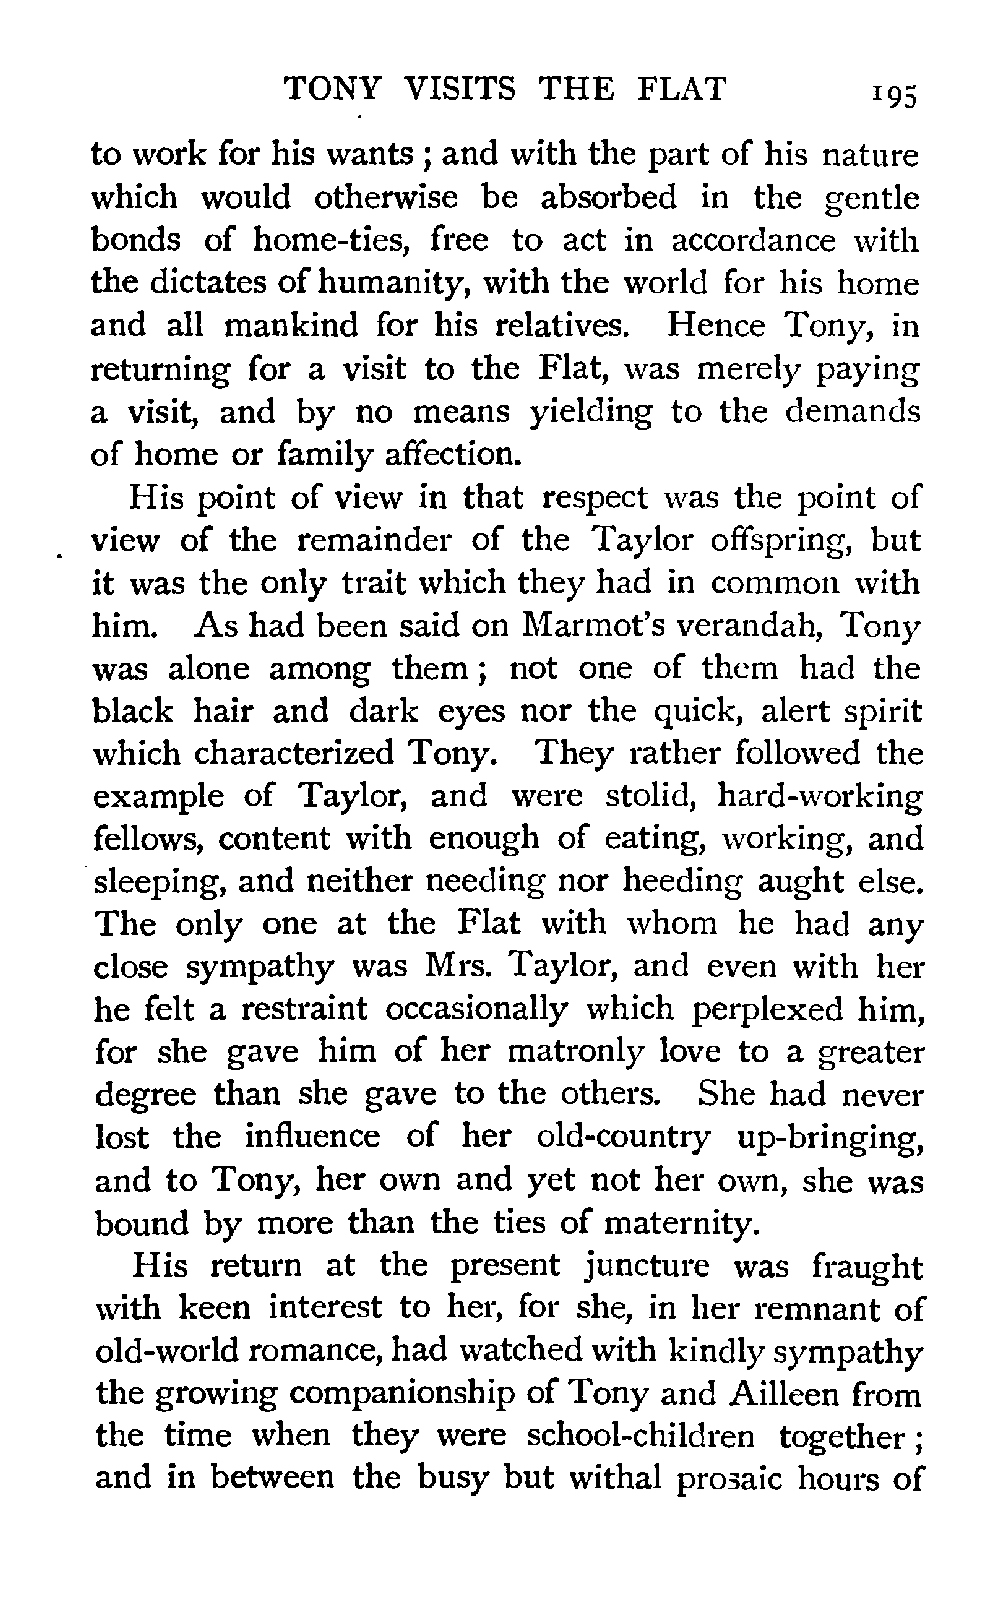 TONY VISITS THE FLAT 195
to work for his wants ; and with the part of his nature
which would otherwise be absorbed in the gentle
bonds of home-ties, free to act in accordance with
the dictates of humanity, with the world for his home
and all mankind for his relatives. Hence Tony, in
returning for a visit to the Flat, was merely paying
a visit, and by no means yielding to the demands
of home or family affection.
His point of view in that respect was the point of
view of the remainder of the Taylor offspring, but
it was the only trait which they had in common with
him. As had been said on Marmot's verandah, Tony
was alone among them ; not one of them had the
black hair and dark eyes nor the quick, alert spirit
which characterized Tony. They rather followed the
example of Taylor, and were stolid, hard-working
fellows, content with enough of eating, working, and
sleeping, and neither needing nor heeding aught else.
The only one at the Flat with whom he had any
close sympathy was Mrs. Taylor, and even with her
he felt a restraint occasionally which perplexed him,
for she gave him of her matronly love to a greater
degree than she gave to the others. She had never
lost the influence of her old-country up-bringing,
and to Tony, her own and yet not her own, she was
bound by more than the ties of maternity.
His return at the present juncture was fraught
with keen interest to her, for she, in her remnant of
old-world romance, had watched with kindly sympathy
the growing companionship of Tony and Ailleen from
the time when they were school-children together ;
and in between the busy but withal prosaic hours of